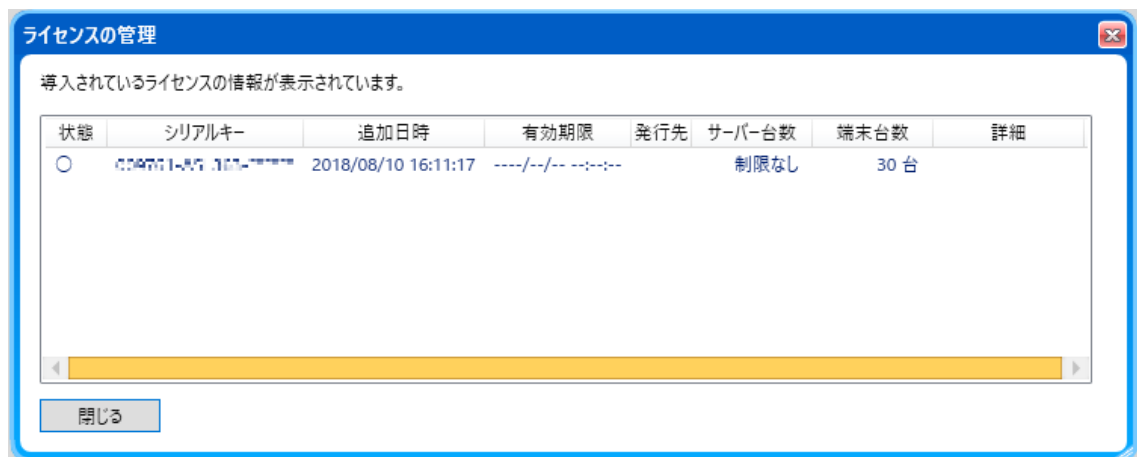 ライセンスの管理
導入されているライセンスの情報が表示されています。
状態 シリアルキー 追加日時 有効期限 発行先 サーバー台数 端末台数 詳細
○ 2018/08/10 16:11:17 ----/--/-- --:--:-- 制限なし 30 台
閉じる